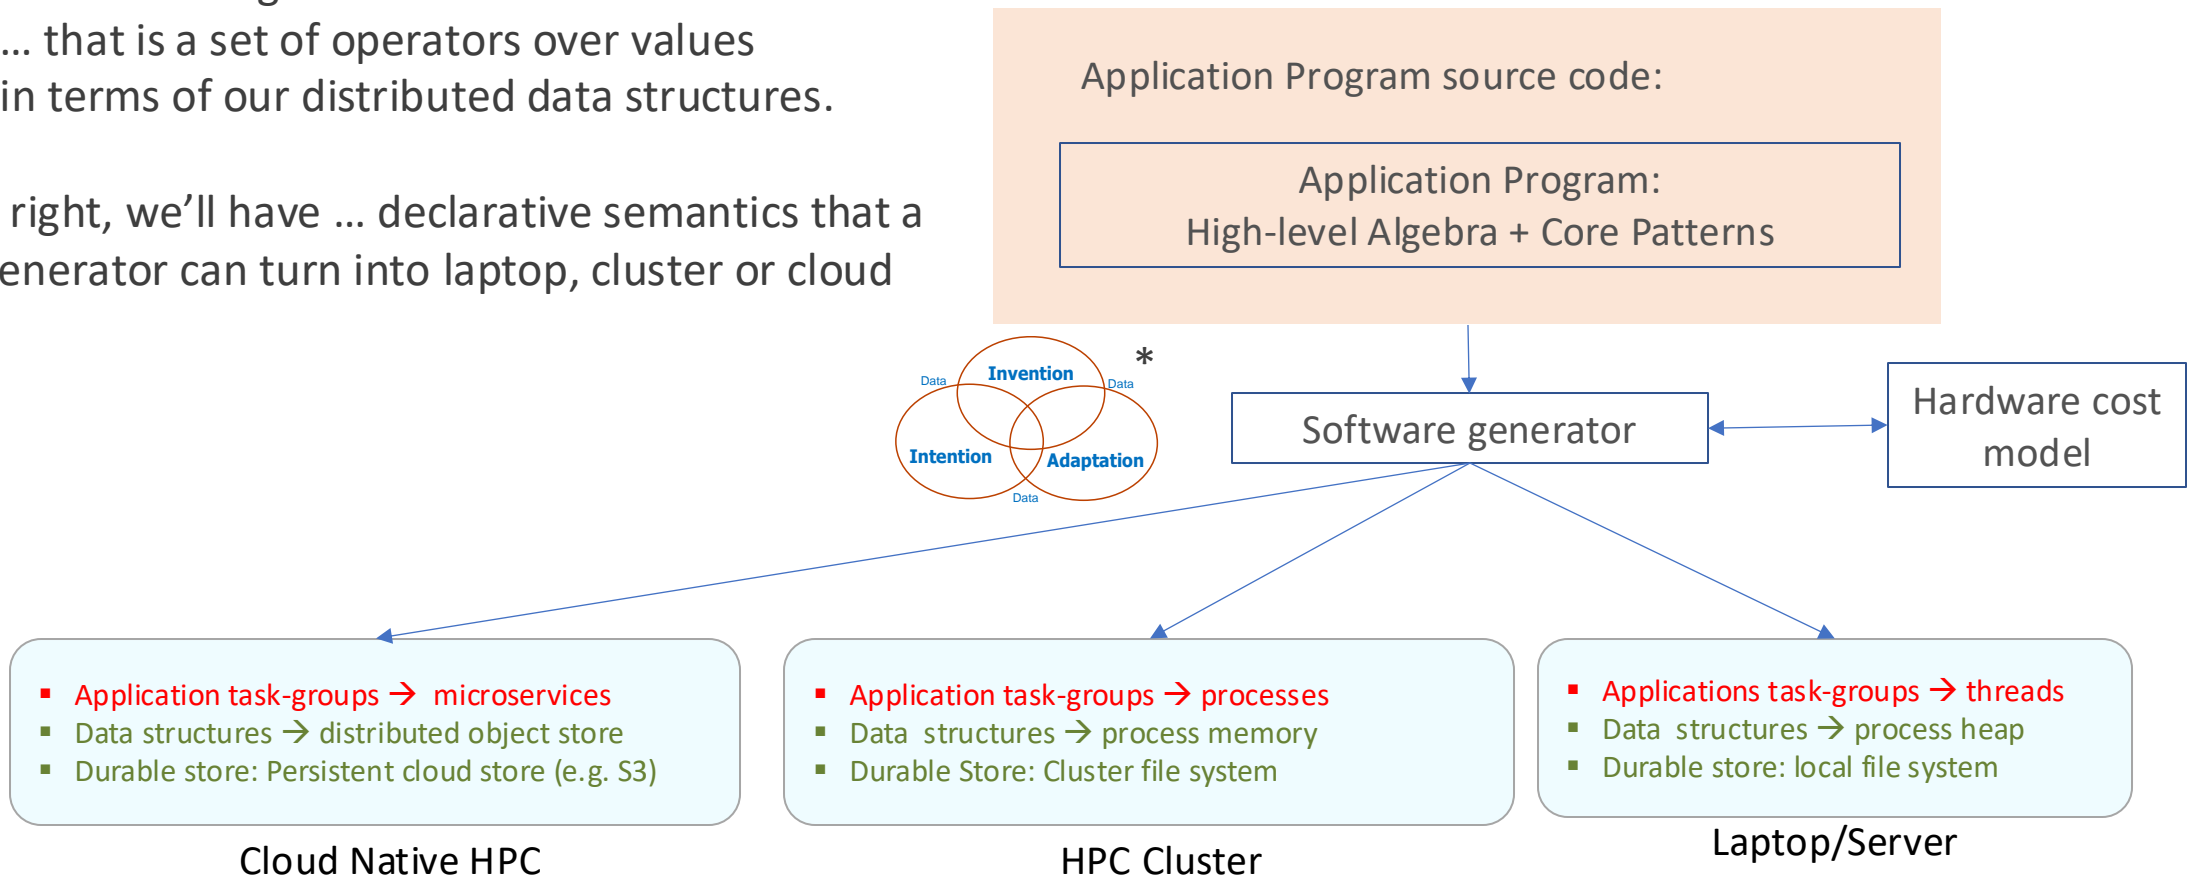 … that is a set of operators over values
in terms of our distributed data structures.
right, we’ll have … declarative semantics that a
enerator can turn into laptop, cluster or cloud
Application Program source code:
Application Program:
High-level Algebra + Core Patterns
*
Invention
Data
Data
Intention
Adaptation
Data
Software generator
Hardware cost
model
▪ Application task-groups → microservices
▪ Data structures → distributed object store
▪ Durable store: Persistent cloud store (e.g. S3)
Cloud Native HPC
▪ Application task-groups → processes
▪ Data structures → process memory
▪ Durable Store: Cluster file system
HPC Cluster
▪ Applications task-groups → threads
▪ Data structures → process heap
▪ Durable store: local file system
Laptop/Server